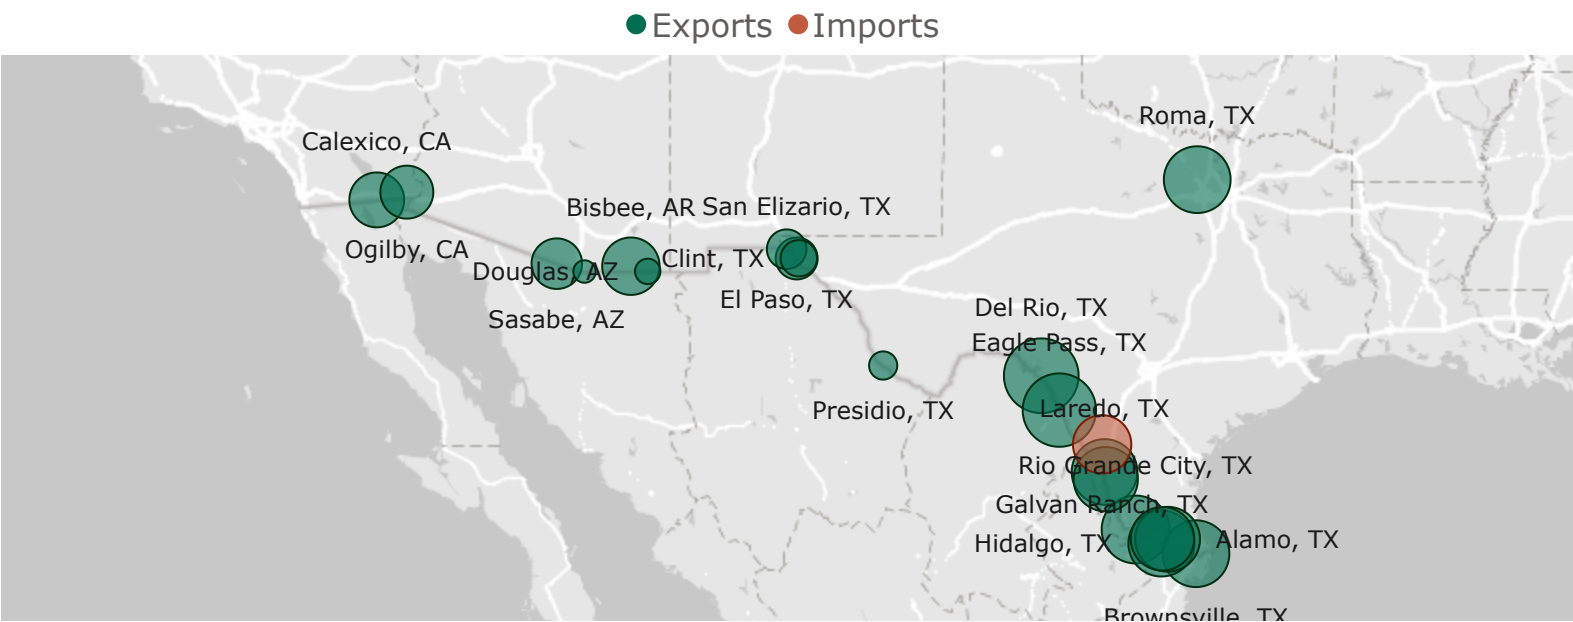 Exports Imports
Roma, TX
Calexico, CA
Bisbee, AR San Elizario, TX
Ogilby, CA
Clint, TX
Douglas, AZ
El Paso, TX
Del Rio, TX
Sasabe, AZ
Eagle Pass, TX
Presidio, TX
Laredo, TX
Rio Grande City, TX
Galvan Ranch, TX
Hidalgo, TX
Alamo, TX
Brownsville, TX